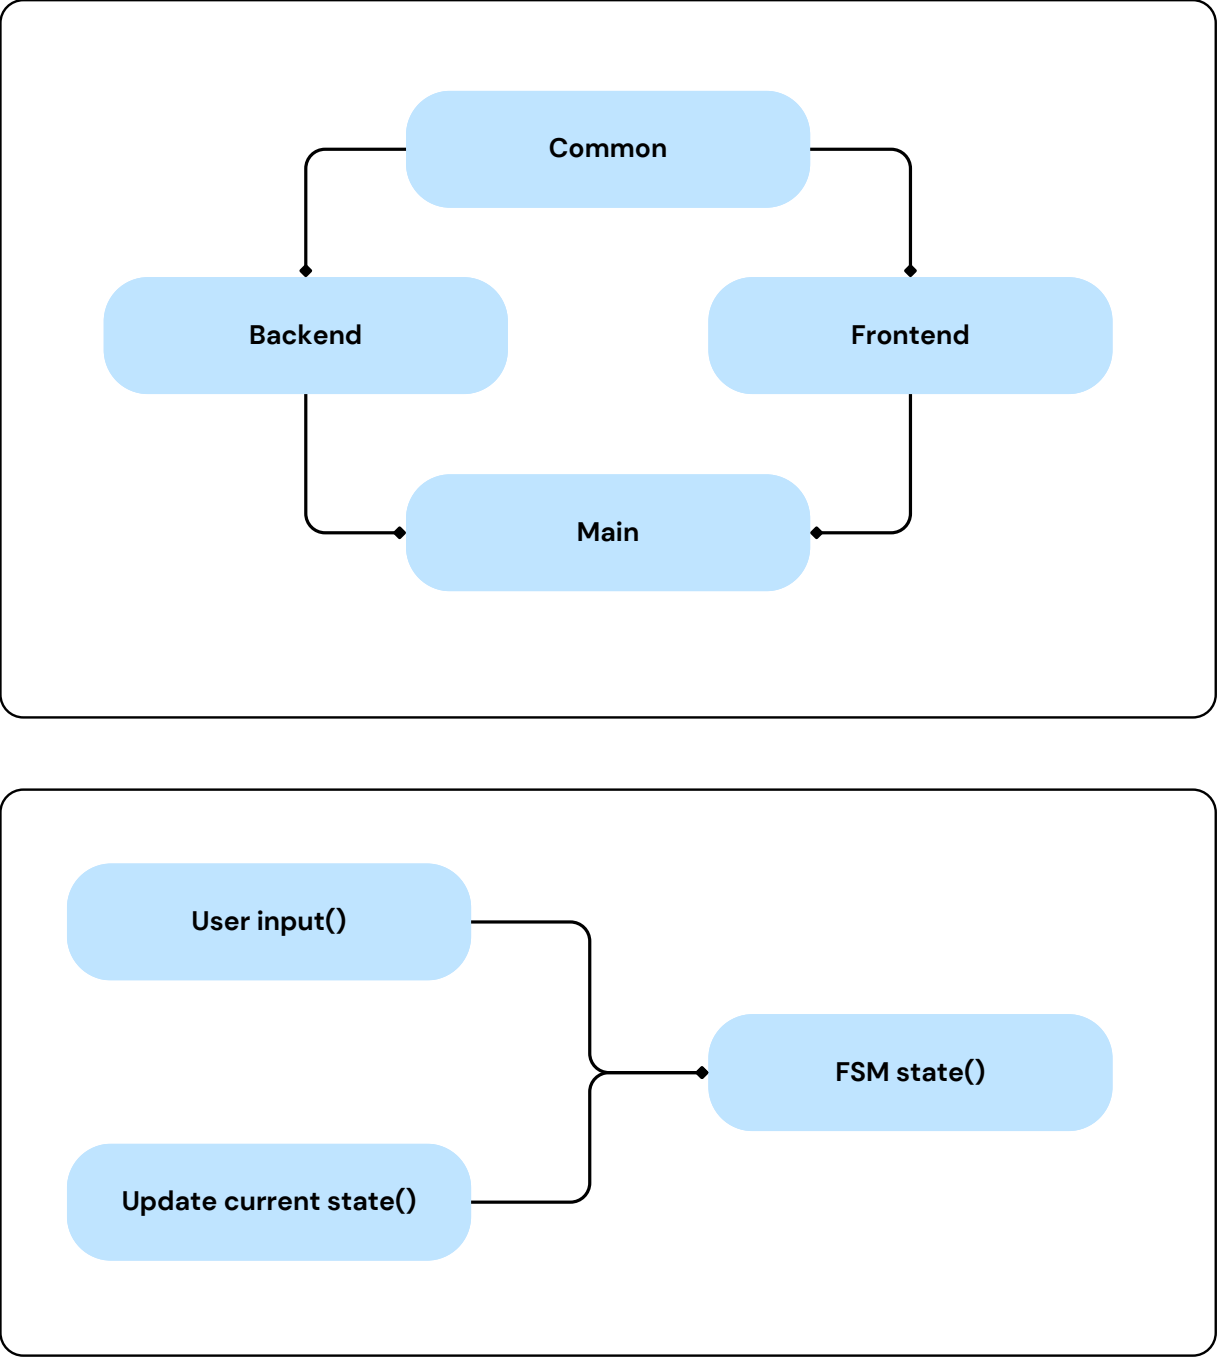 Common
Backend
Frontend
Main
User input()
FSM state()
Update current state()